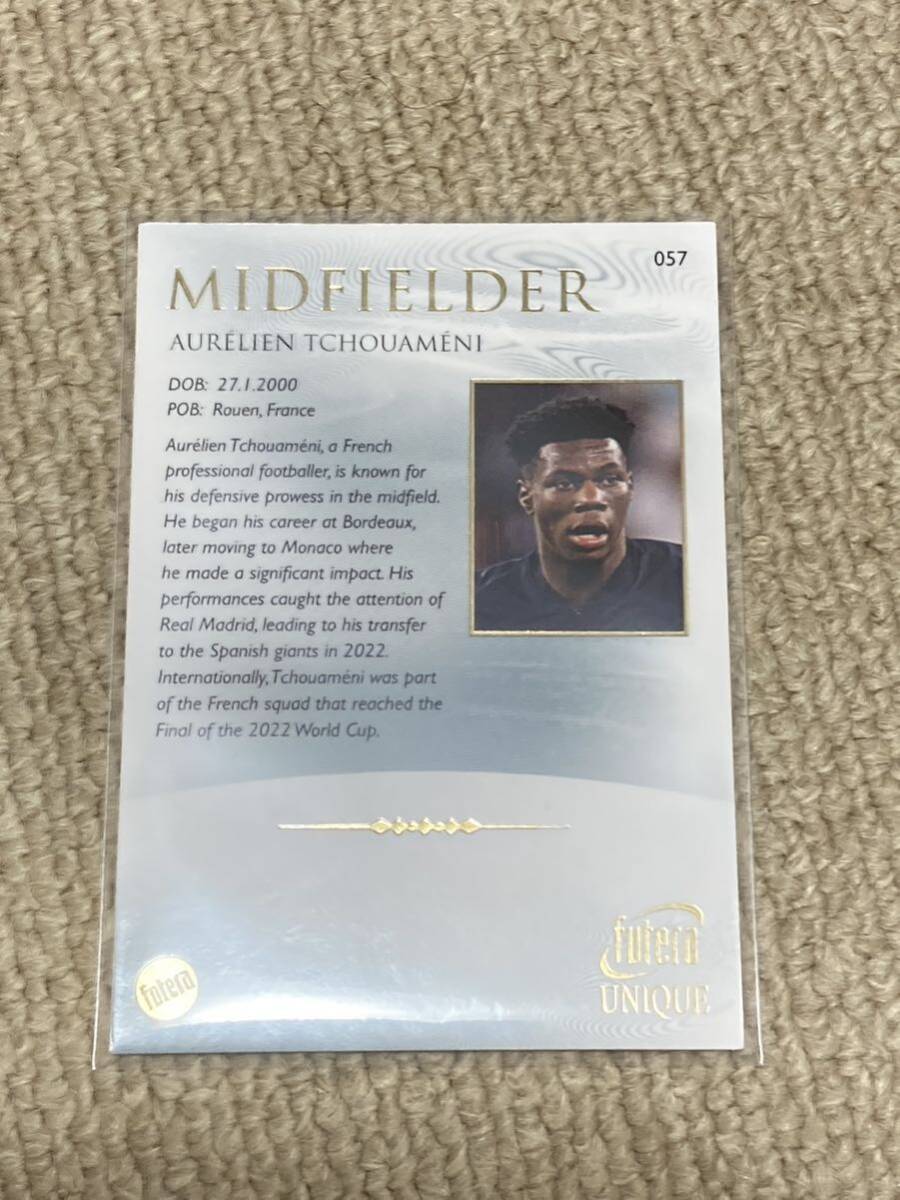 057
MIDFIELDER
AURÉLIEN TCHOUAMÉNI
DOB: 27.1.2000
POB: Rouen, France
Aurélien Tchouaméni, a French
professional footballer, is known for
his defensive prowess in the midfield.
He began his career at Bordeaux,
later moving to Monaco where
he made a significant impact. His
performances caught the attention of
Real Madrid, leading to his transfer
to the Spanish giants in 2022.
Internationally, Tchouaméni was part
of the French squad that reached the
Final of the 2022 World Cup.
futera
UNIQUE
futera